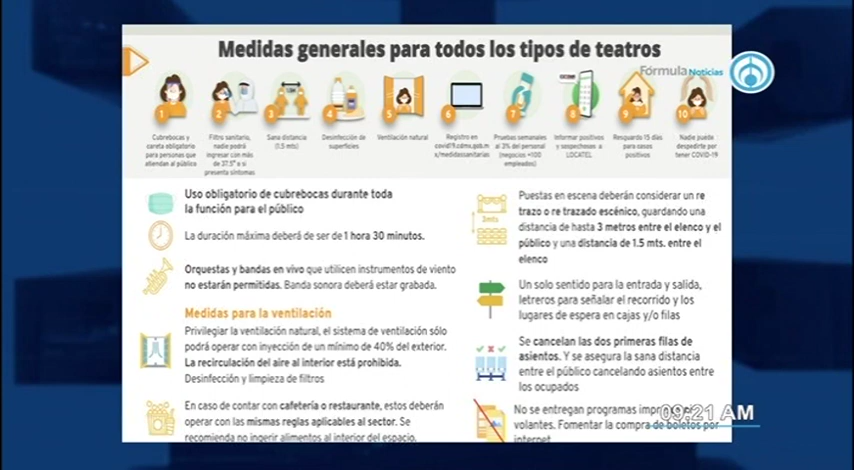 Medidas generales para todos los tipos de teatros
Fórmula Noticias
1
2
3
4
5
6
7
8
9
10
Cubrebocas y
careta obligatorio
para personas que
atiendan al público
Filtro sanitario,
nadie podrá
ingresar con más
de 37.5° o si
presenta síntomas
Sana distancia
(1.5 mts)
Desinfección de
superficies
Ventilación natural
Registro en
covid19.cdmx.gob.m
x/medidassanitarias
Pruebas semanales
al 3% del personal
(negocios +100
empleados)
Informar positivos
y sospechosos a
LOCATEL
Resguardo 15 días
para casos
positivos
Nadie puede
despedirte por
tener COVID-19
Uso obligatorio de cubrebocas durante toda
la función para el público
La duración máxima deberá de ser de 1 hora 30 minutos.
Orquestas y bandas en vivo que utilicen instrumentos de viento
no estarán permitidas. Banda sonora deberá estar grabada.
Medidas para la ventilación
Privilegiar la ventilación natural, el sistema de ventilación sólo
podrá operar con inyección de un mínimo de 40% del exterior.
La recirculación del aire al interior está prohibida.
Desinfección y limpieza de filtros
En caso de contar con cafetería o restaurante, estos deberán
operar con las mismas reglas aplicables al sector. Se
recomienda no ingerir alimentos al interior del espacio.
3mts
Puestas en escena deberán considerar un re
trazo o re trazado escénico, guardando una
distancia de hasta 3 metros entre el elenco y el
público y una distancia de 1.5 mts. entre el
elenco
Un solo sentido para la entrada y salida,
letreros para señalar el recorrido y los
lugares de espera en cajas y/o filas
Se cancelan las dos primeras filas de
asientos. Y se asegura la sana distancia
entre el público cancelando asientos entre
los ocupados
No se entregan programas
volantes. Fomentar la compra de boletos por
internet
09:21 AM